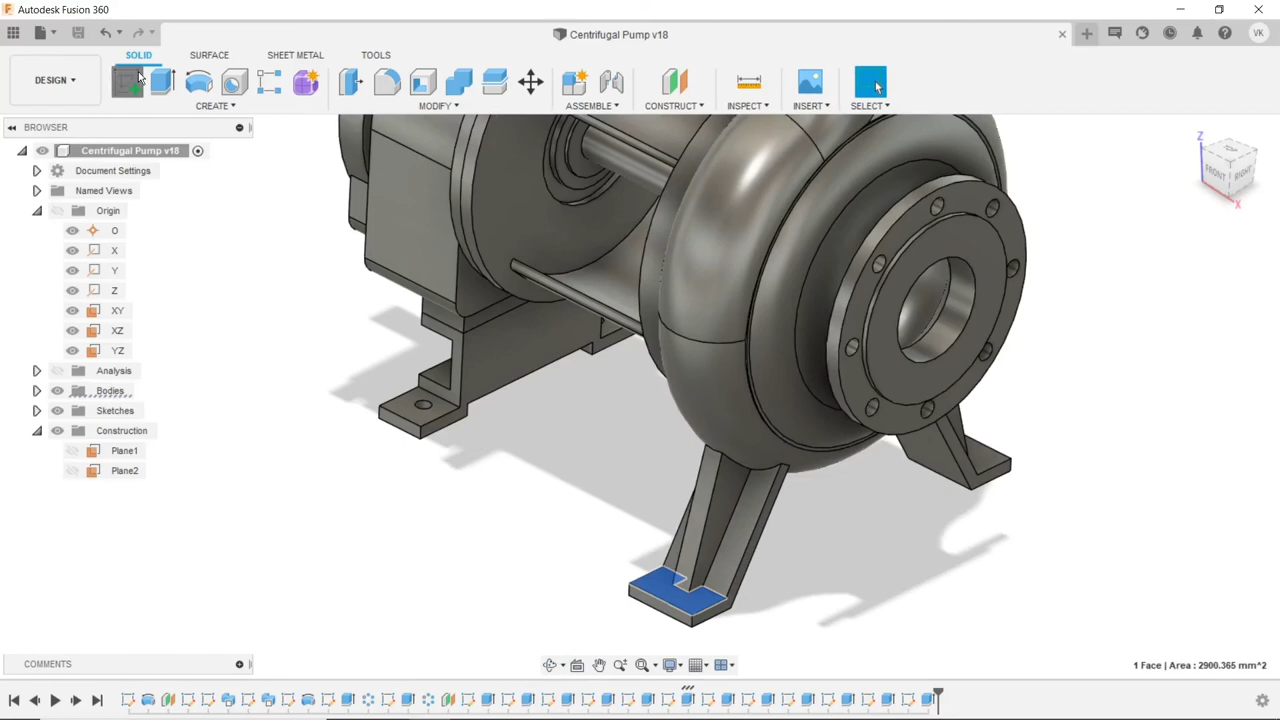 Autodesk Fusion 360
Centrifugal Pump v18
VK
DESIGN
SOLID SURFACE SHEET METAL TOOLS
CREATE MODIFY ASSEMBLE CONSTRUCT INSPECT INSERT SELECT
BROWSER
Centrifugal Pump v18
Document Settings
Named Views
Origin
O
X
Y
Z
XY
XZ
YZ
Analysis
Bodies
Sketches
Construction
Plane1
Plane2
Z
FRONT RIGHT
X
COMMENTS
1 Face | Area : 2900.365 mm^2